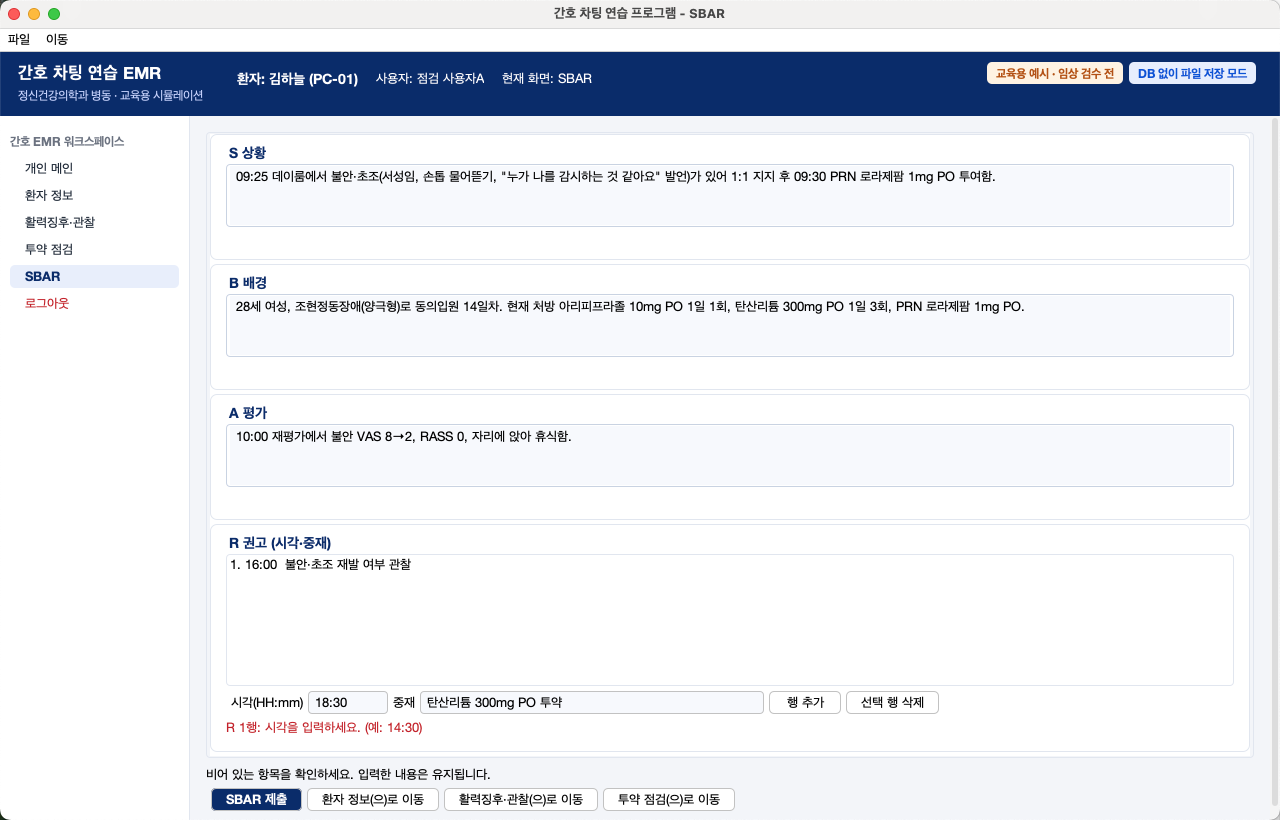 간호 차팅 연습 프로그램 - SBAR
파일 이동
간호 차팅 연습 EMR
정신건강의학과 병동 · 교육용 시뮬레이션
환자: 김하늘 (PC-01) 사용자: 점검 사용자A 현재 화면: SBAR
교육용 예시 · 임상 검수 전 DB 없이 파일 저장 모드
간호 EMR 워크스페이스
개인 메인
환자 정보
활력징후·관찰
투약 점검
SBAR
로그아웃
S 상황
09:25 데이룸에서 불안·초조(서성임, 손톱 물어뜯기, "누가 나를 감시하는 것 같아요" 발언)가 있어 1:1 지지 후 09:30 PRN 로라제팜 1mg PO 투여함.
B 배경
28세 여성, 조현정동장애(양극형)로 동의입원 14일차. 현재 처방 아리피프라졸 10mg PO 1일 1회, 탄산리튬 300mg PO 1일 3회, PRN 로라제팜 1mg PO.
A 평가
10:00 재평가에서 불안 VAS 8→2, RASS 0, 자리에 앉아 휴식함.
R 권고 (시각·중재)
1. 16:00 불안·초조 재발 여부 관찰
시각(HH:mm) 18:30 중재 탄산리튬 300mg PO 투약 행 추가 선택 행 삭제
R 1행: 시각을 입력하세요. (예: 14:30)
비어 있는 항목을 확인하세요. 입력한 내용은 유지됩니다.
SBAR 제출 환자 정보(으)로 이동 활력징후·관찰(으)로 이동 투약 점검(으)로 이동